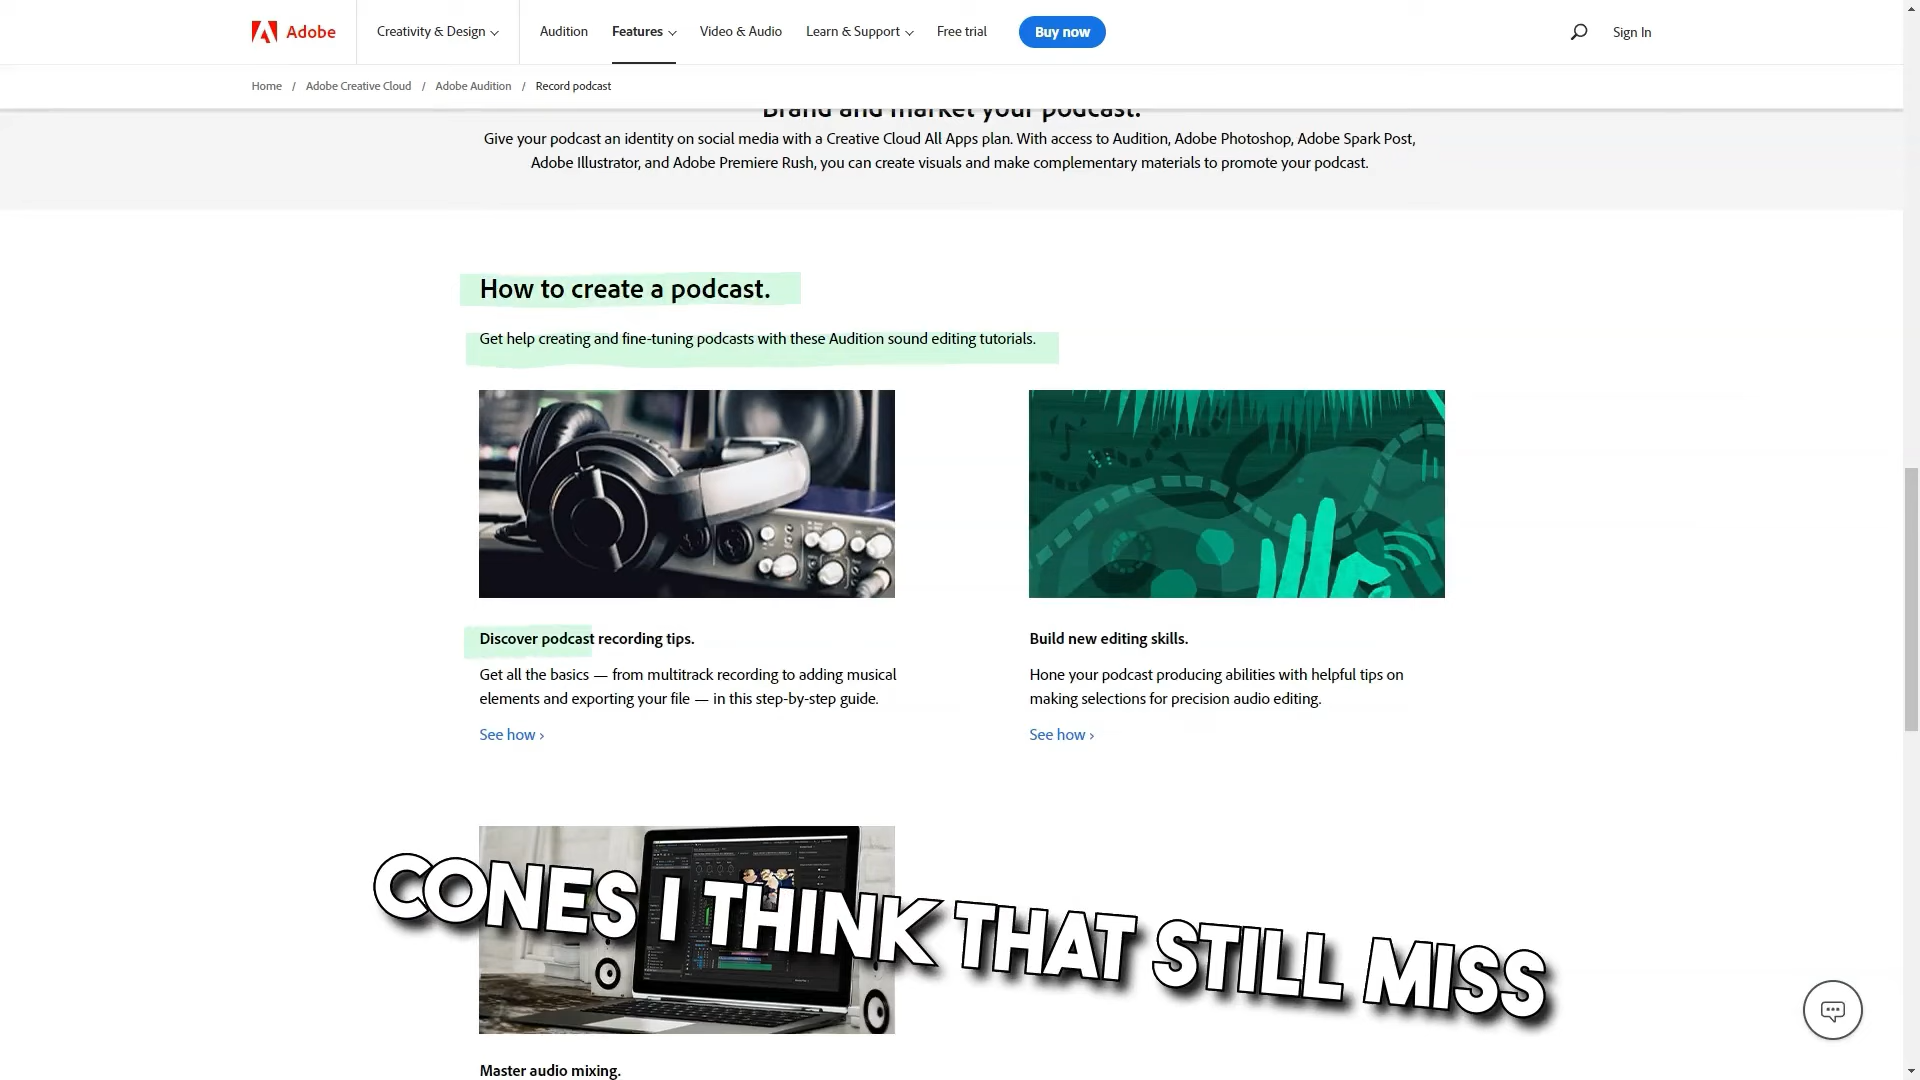 Adobe
Creativity & Design
Audition
Features
Video & Audio
Learn & Support
Free trial
Buy now
Sign In
Home / Adobe Creative Cloud / Adobe Audition / Record podcast
Brand and market your podcast.
Give your podcast an identity on social media with a Creative Cloud All Apps plan. With access to Audition, Adobe Photoshop, Adobe Spark Post,
Adobe Illustrator, and Adobe Premiere Rush, you can create visuals and make complementary materials to promote your podcast.
How to create a podcast.
Get help creating and fine-tuning podcasts with these Audition sound editing tutorials.
Discover podcast recording tips.
Get all the basics — from multitrack recording to adding musical
elements and exporting your file — in this step-by-step guide.
See how ›
Build new editing skills.
Hone your podcast producing abilities with helpful tips on
making selections for precision audio editing.
See how ›
CONES I THINK THAT STILL MISS
Master audio mixing.